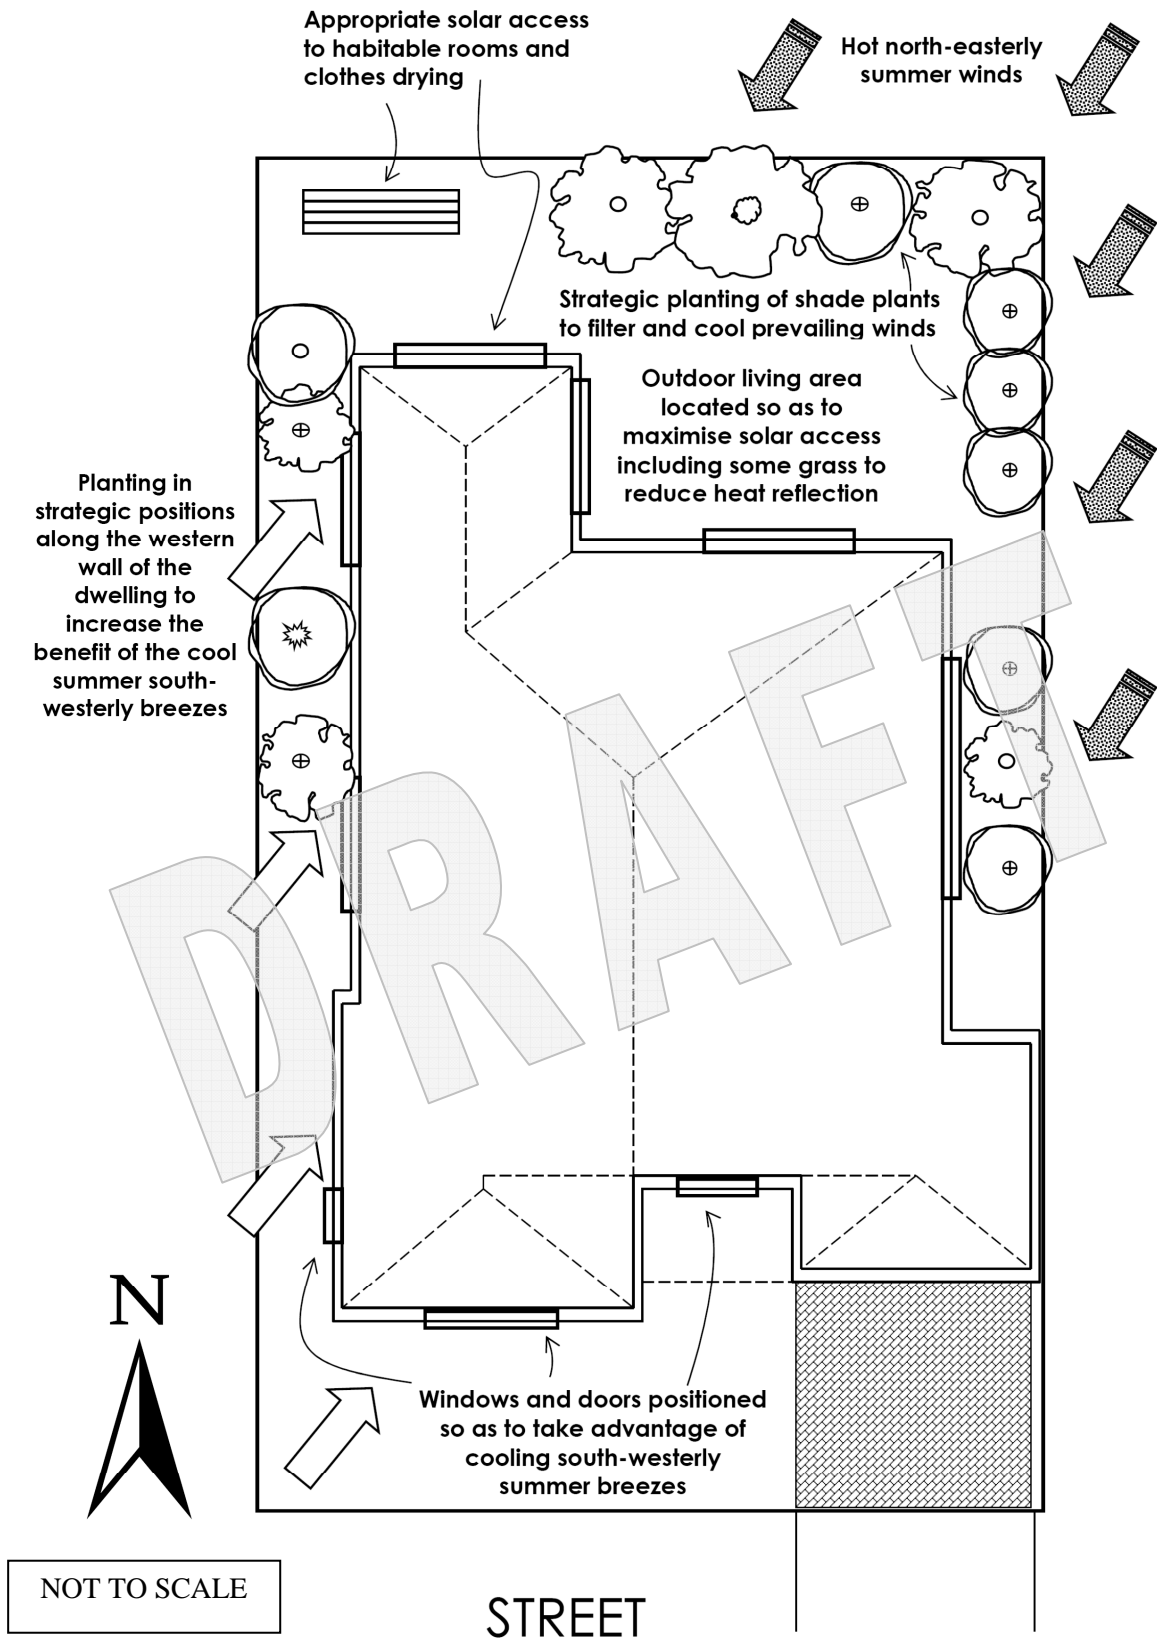 Appropriate solar access
to habitable rooms and
clothes drying
Hot north-easterly
summer winds
Strategic planting of shade plants
to filter and cool prevailing winds
Outdoor living area
located so as to
maximise solar access
including some grass to
reduce heat reflection
Planting in
strategic positions
along the western
wall of the
dwelling to
increase the
benefit of the cool
summer south-
westerly breezes
DRAFT
N
Windows and doors positioned
so as to take advantage of
cooling south-westerly
summer breezes
NOT TO SCALE
STREET